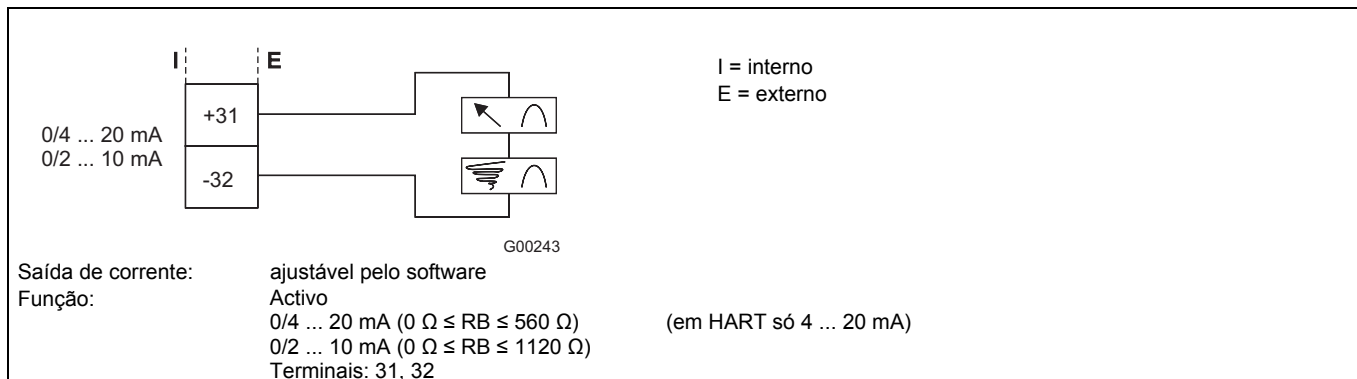 I E
I = interno
E = externo
+31
0/4 ... 20 mA
0/2 ... 10 mA
-32
G00243
Saída de corrente: ajustável pelo software
Função: Activo
0/4 ... 20 mA (0 Ω ≤ RB ≤ 560 Ω) (em HART só 4 ... 20 mA)
0/2 ... 10 mA (0 Ω ≤ RB ≤ 1120 Ω)
Terminais: 31, 32